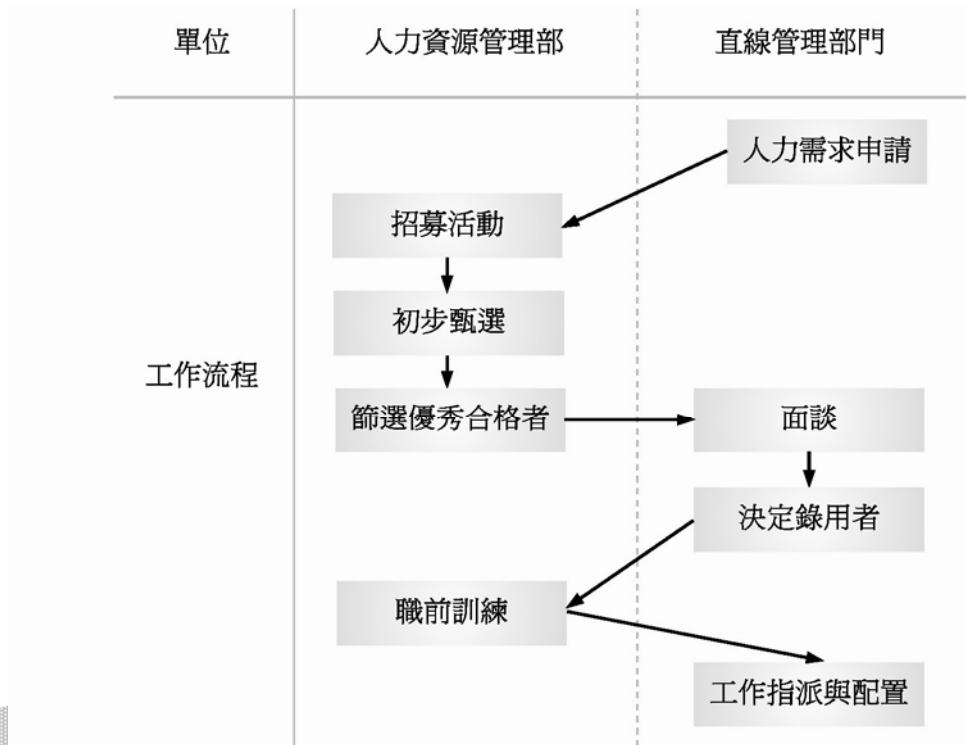 單位
人力資源管理部
直線管理部門
人力需求申請
招募活動
初步甄選
工作流程
篩選優秀合格者
面談
決定錄用者
職前訓練
工作指派與配置